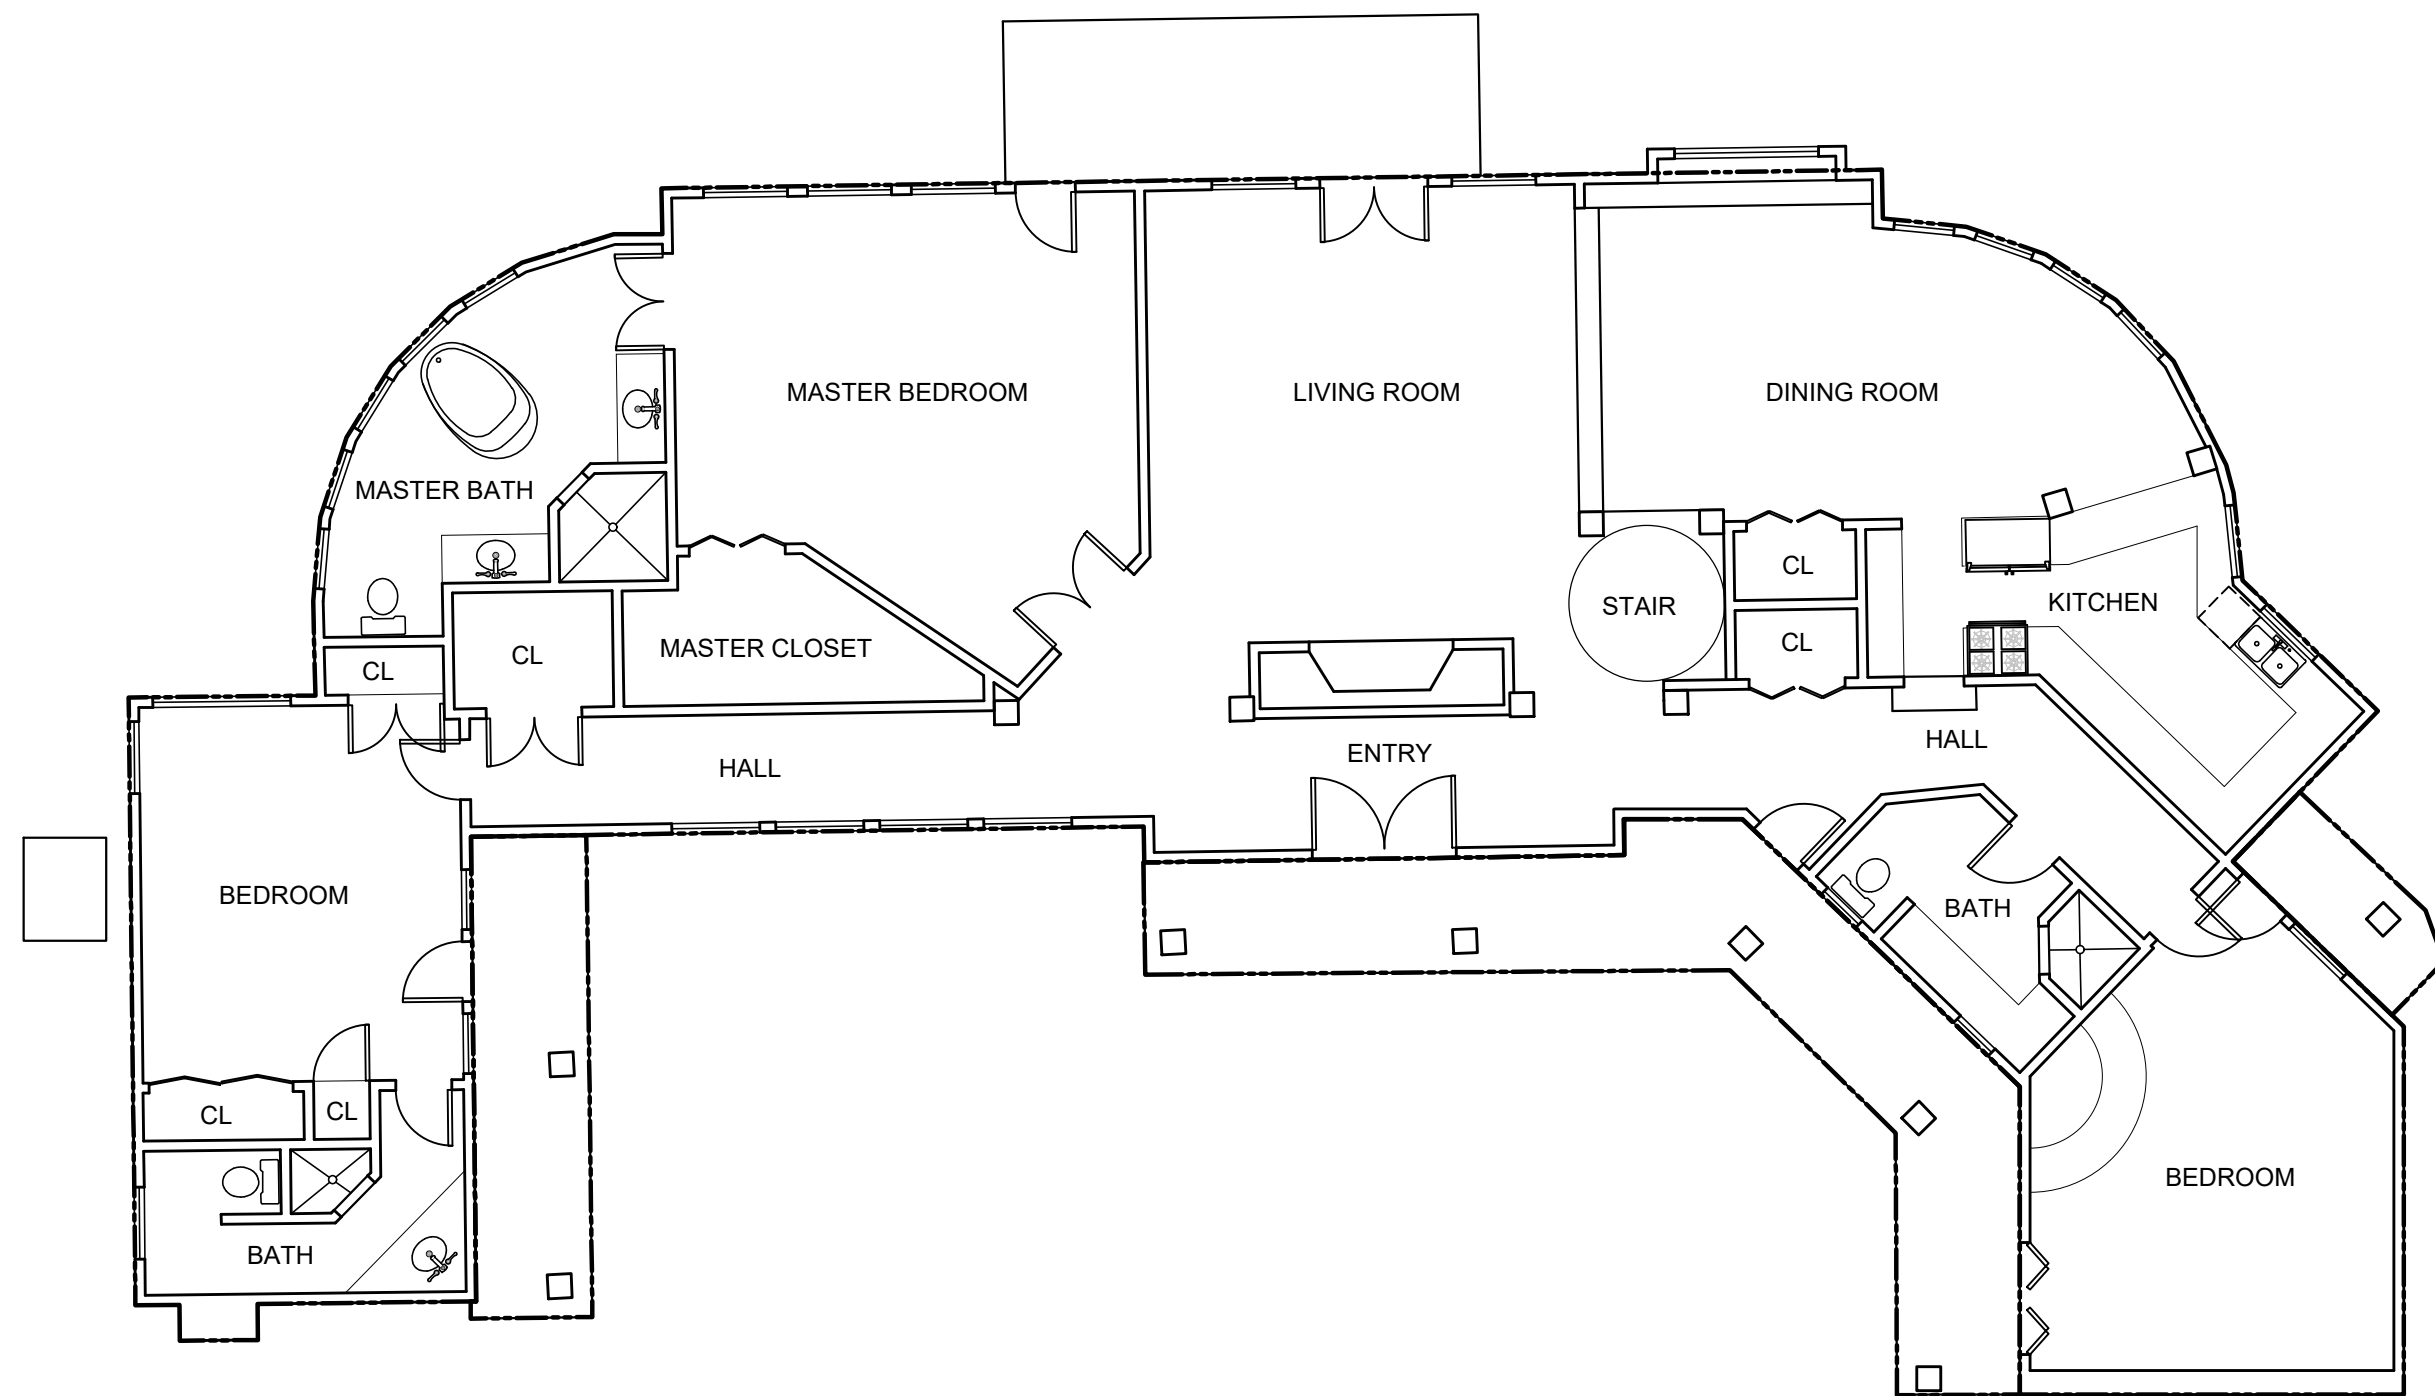 MASTER BEDROOM
LIVING ROOM
DINING ROOM
MASTER BATH
CL
STAIR
KITCHEN
CL
MASTER CLOSET
CL
CL
HALL
ENTRY
HALL
BEDROOM
BATH
CL
CL
BEDROOM
BATH